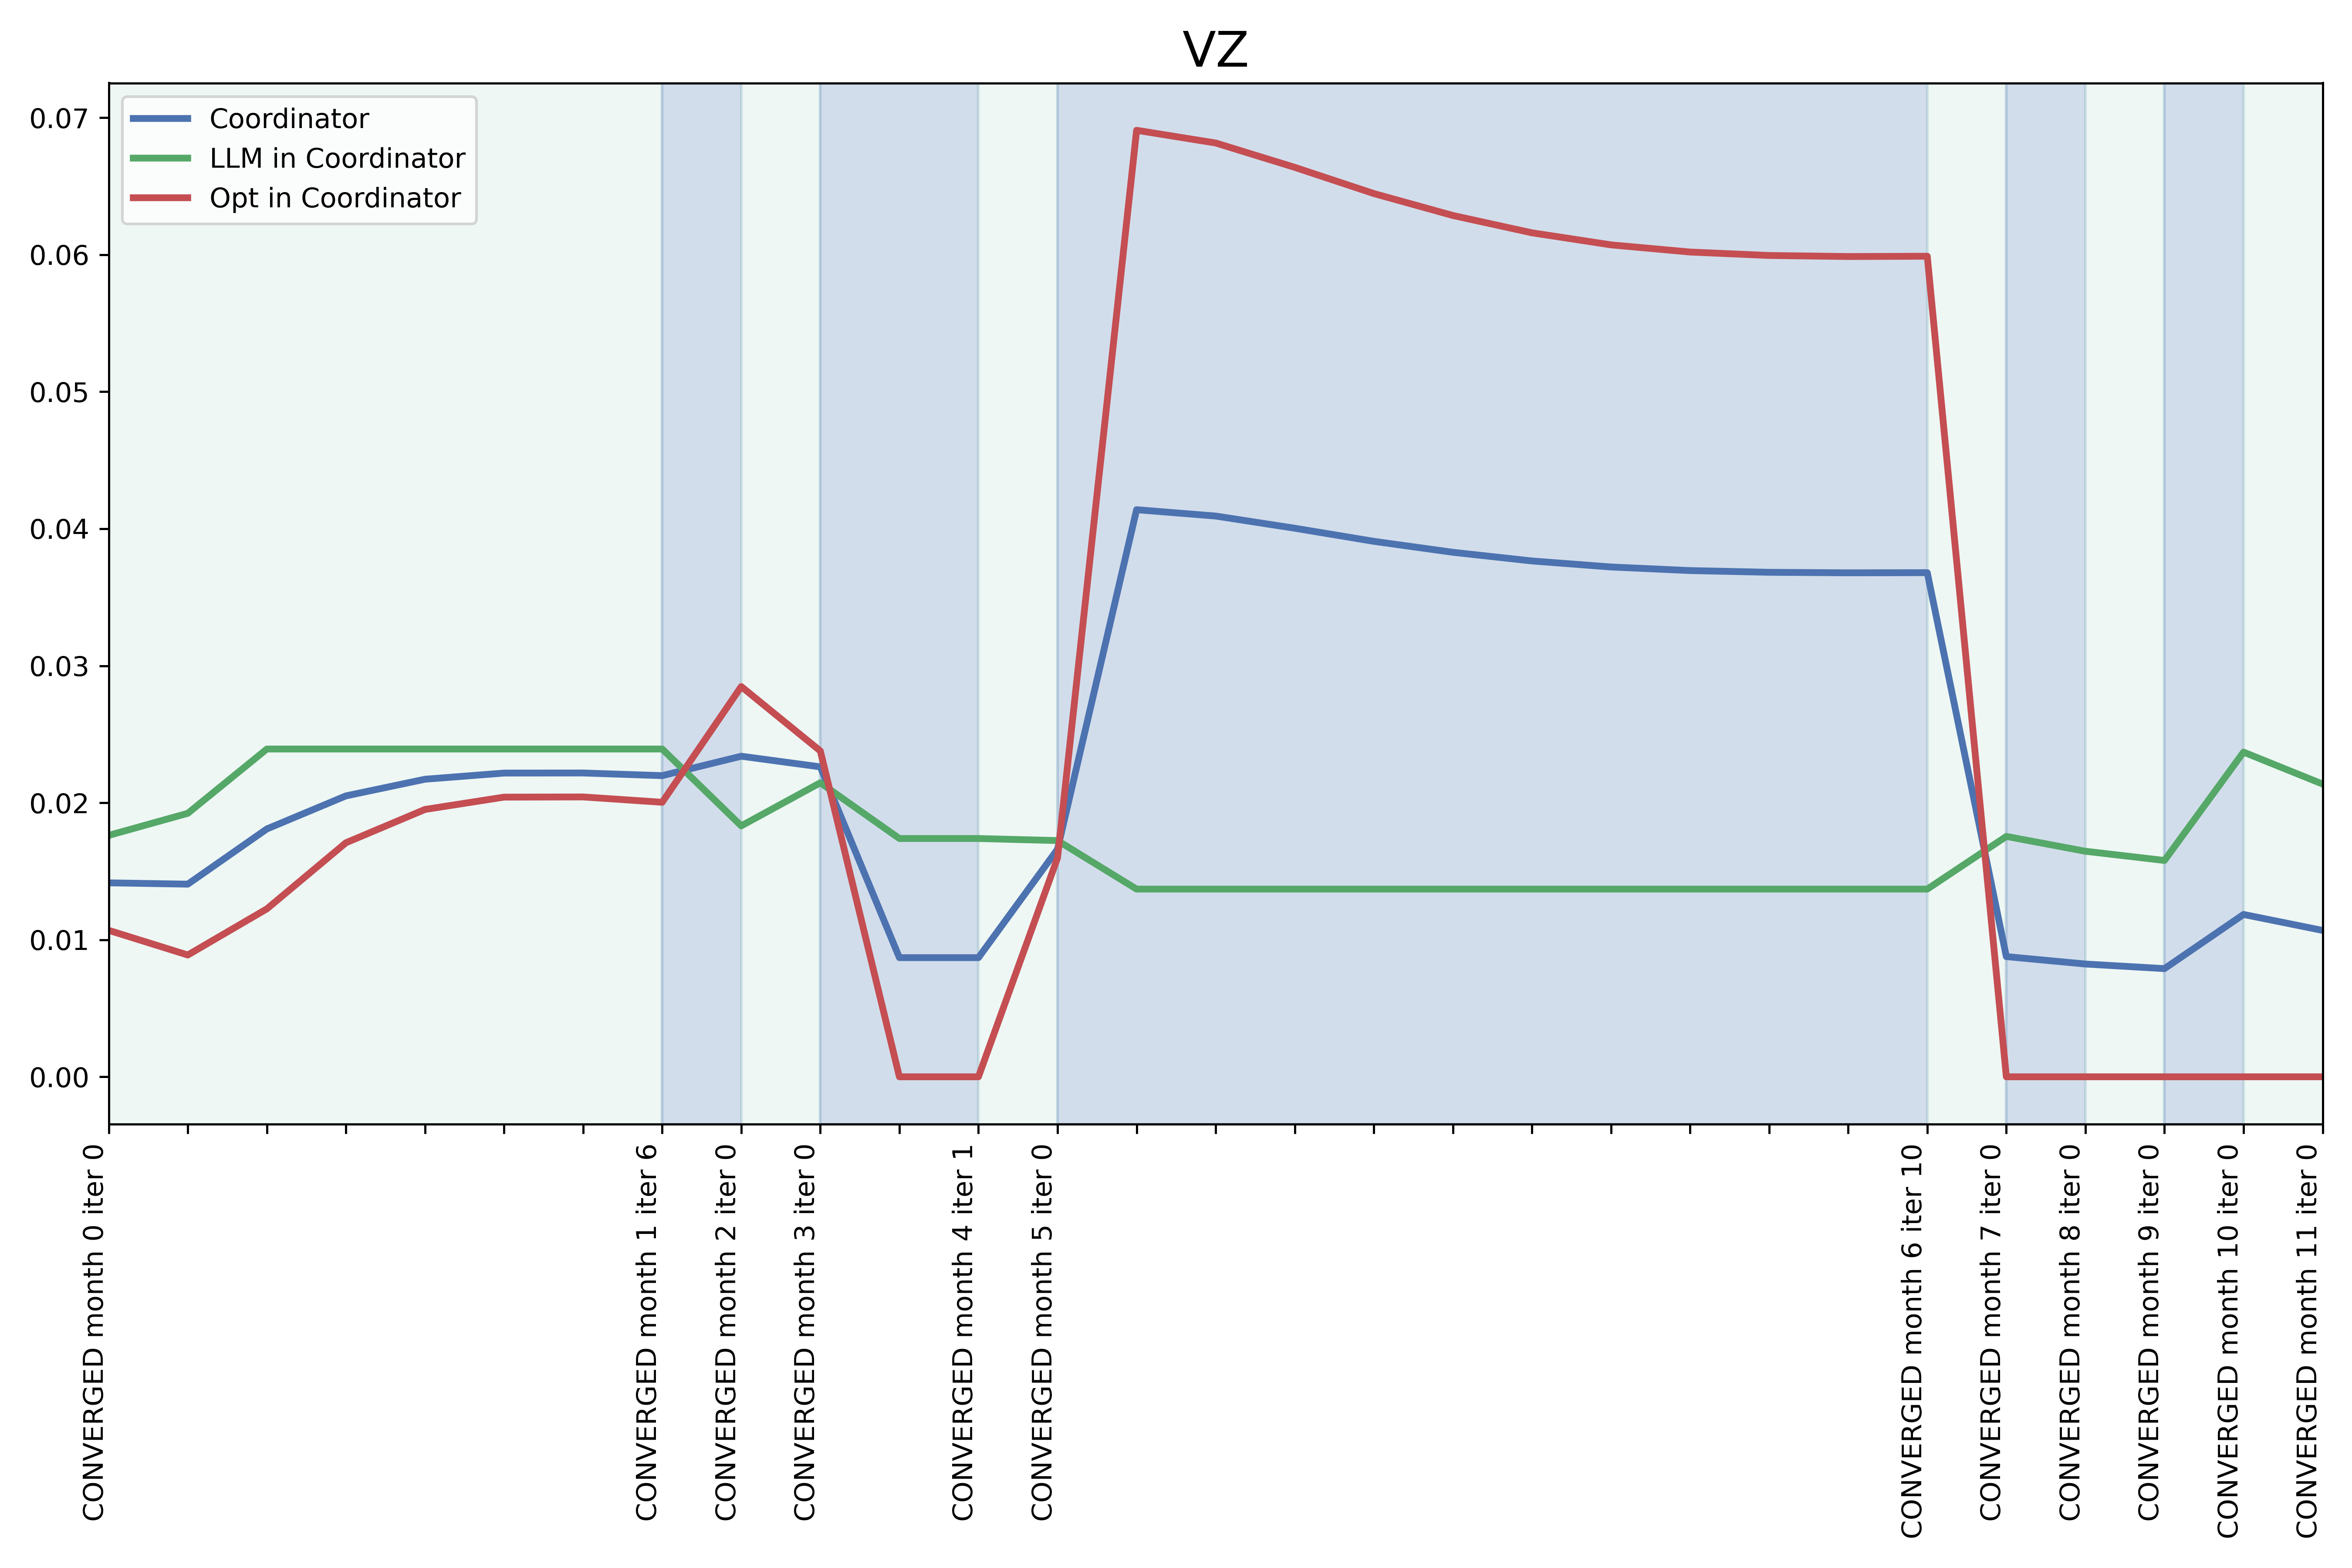 VZ
Coordinator
LLM in Coordinator
Opt in Coordinator
0.07
0.06
0.05
0.04
0.03
0.02
0.01
0.00
CONVERGED month 0 iter 0
CONVERGED month 1 iter 6
CONVERGED month 2 iter 0
CONVERGED month 3 iter 0
CONVERGED month 4 iter 1
CONVERGED month 5 iter 0
CONVERGED month 6 iter 10
CONVERGED month 7 iter 0
CONVERGED month 8 iter 0
CONVERGED month 9 iter 0
CONVERGED month 10 iter 0
CONVERGED month 11 iter 0